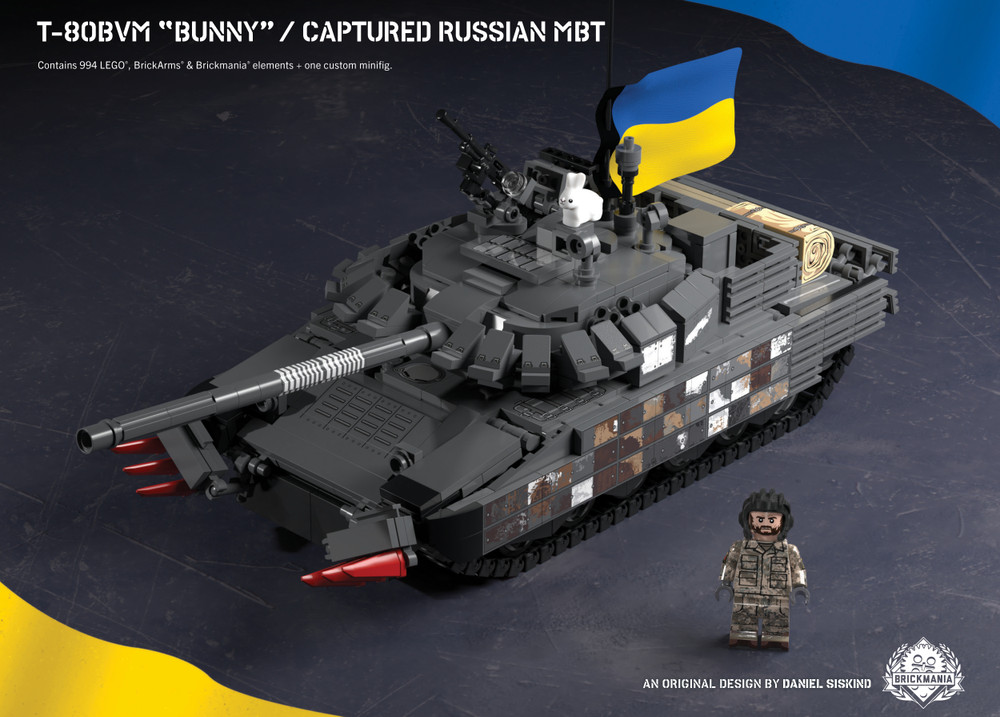 T-80BVM “BUNNY” / CAPTURED RUSSIAN MBT
Contains 994 LEGO®, BrickArms® & Brickmania® elements + one custom minifig.
AN ORIGINAL DESIGN BY DANIEL SISKIND
BRICKMANIA